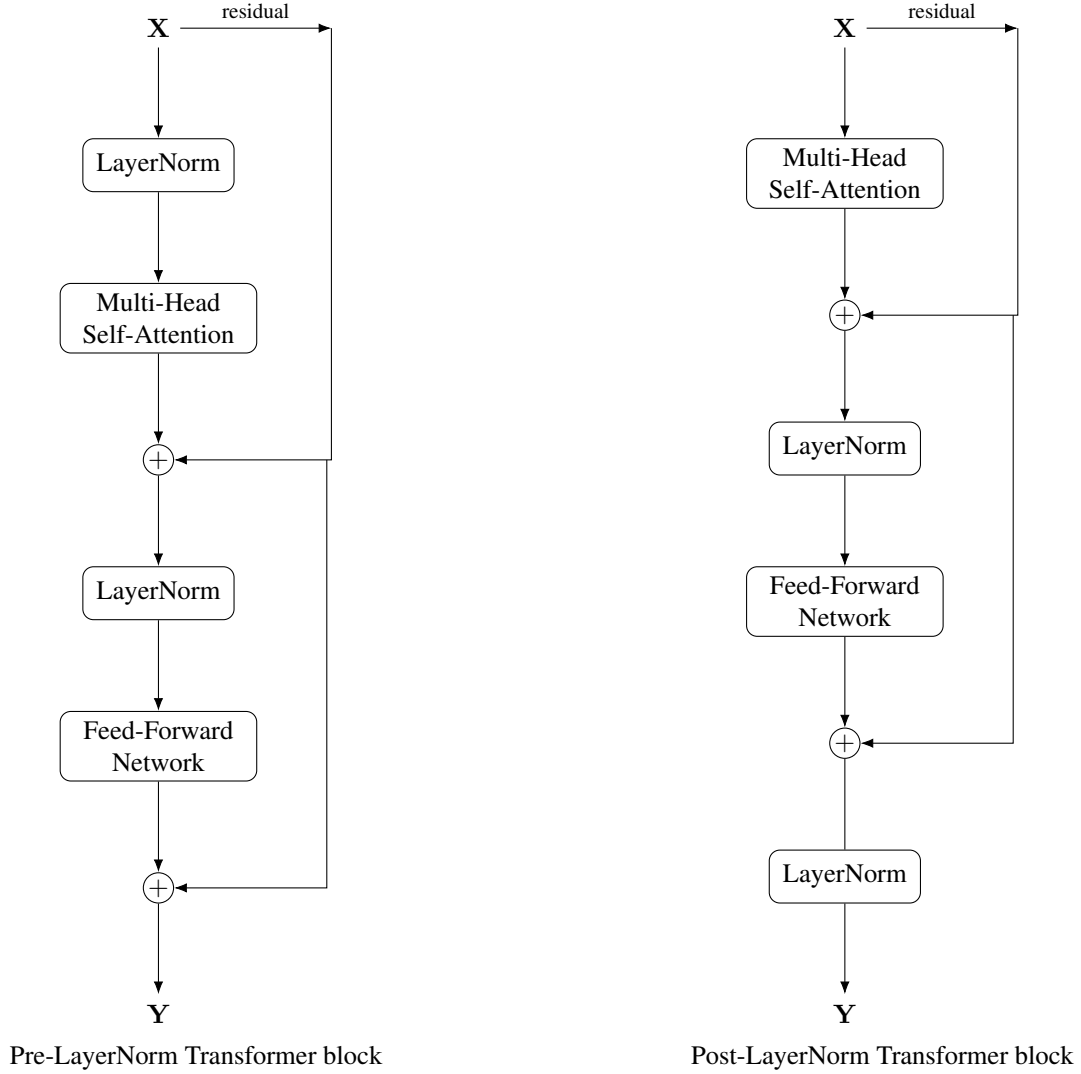 X
residual
LayerNorm
Multi-Head
Self-Attention
+
LayerNorm
Feed-Forward
Network
+
Y
Pre-LayerNorm Transformer block
X
residual
Multi-Head
Self-Attention
+
LayerNorm
Feed-Forward
Network
+
LayerNorm
Y
Post-LayerNorm Transformer block